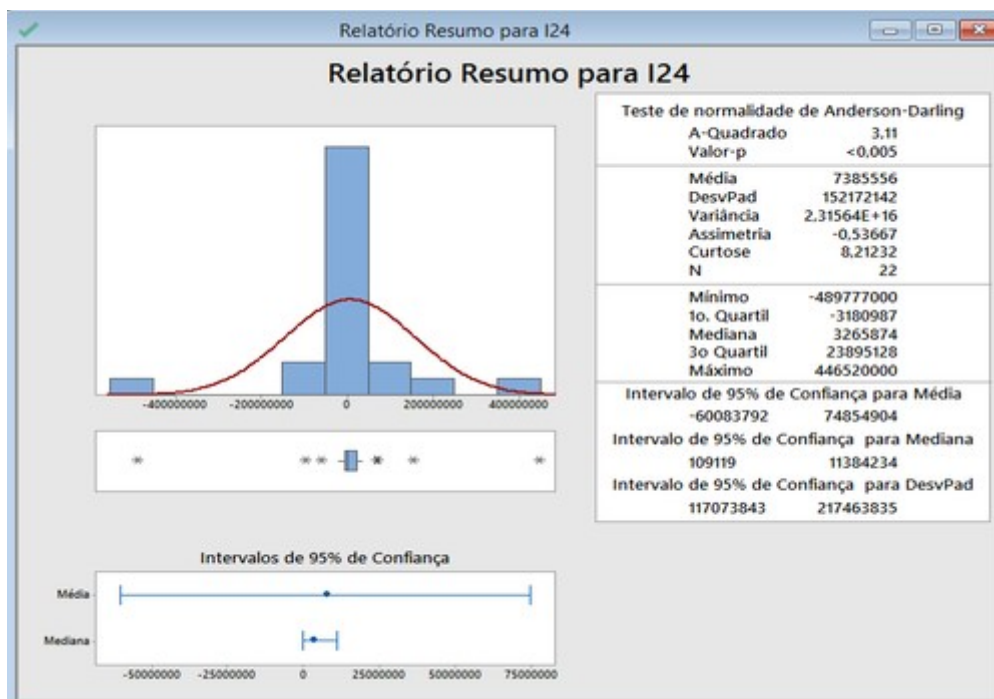 Relatório Resumo para I24
Relatório Resumo para I24
-400000000 -200000000 0 200000000 400000000
Teste de normalidade de Anderson-Darling
A-Quadrado 3,11
Valor-p <0,005
Média 7385556
DesvPad 152172142
Variância 2,31564E+16
Assimetria -0,53667
Curtose 8,21232
N 22
Mínimo -489777000
1o. Quartil -3180987
Mediana 3265874
3o Quartil 23895128
Máximo 446520000
Intervalo de 95% de Confiança para Média
-60083792 74854904
Intervalo de 95% de Confiança para Mediana
109119 11384234
Intervalo de 95% de Confiança para DesvPad
117073843 217463835
Intervalos de 95% de Confiança
Média
Mediana
-50000000 -25000000 0 25000000 50000000 75000000